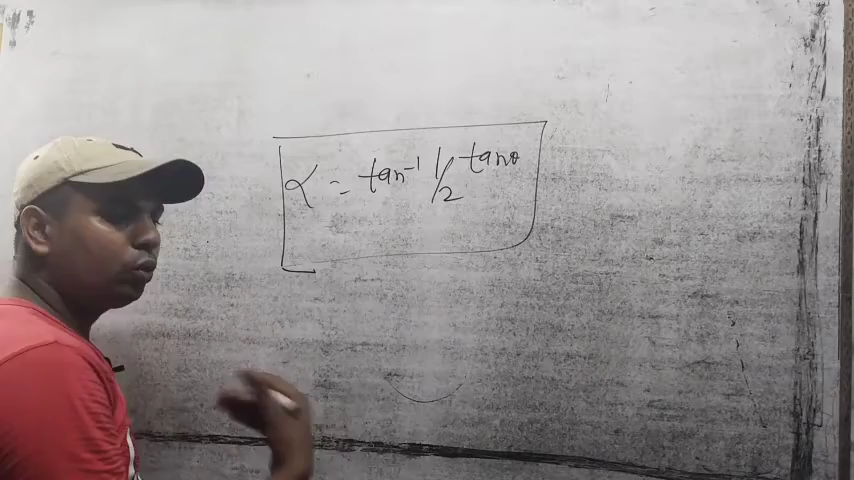 α = tan⁻¹ 1/2 tanθ